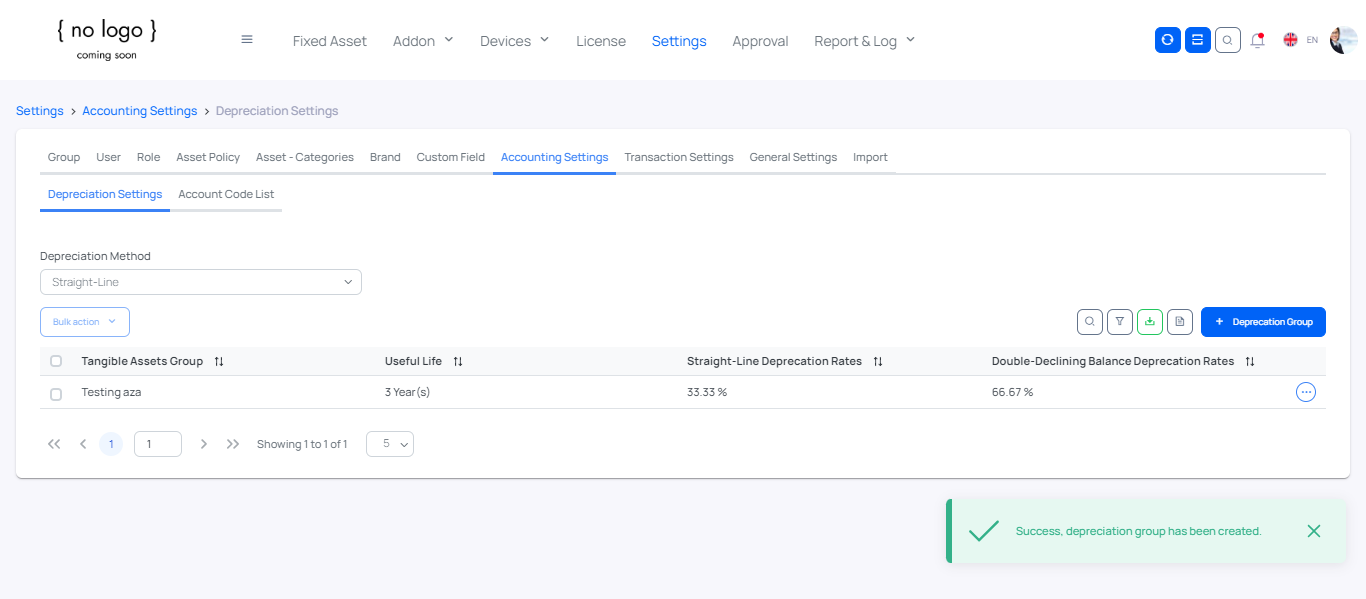 { no logo }
coming soon
Fixed Asset Addon Devices License Settings Approval Report & Log EN
Settings > Accounting Settings > Depreciation Settings
Group User Role Asset Policy Asset - Categories Brand Custom Field Accounting Settings Transaction Settings General Settings Import
Depreciation Settings Account Code List
Depreciation Method
Straight-Line
Bulk action + Deprecation Group
Tangible Assets Group Useful Life Straight-Line Deprecation Rates Double-Declining Balance Deprecation Rates
Testing aza 3 Year(s) 33.33 % 66.67 %
1 1 Showing 1 to 1 of 1 5
Success, depreciation group has been created.